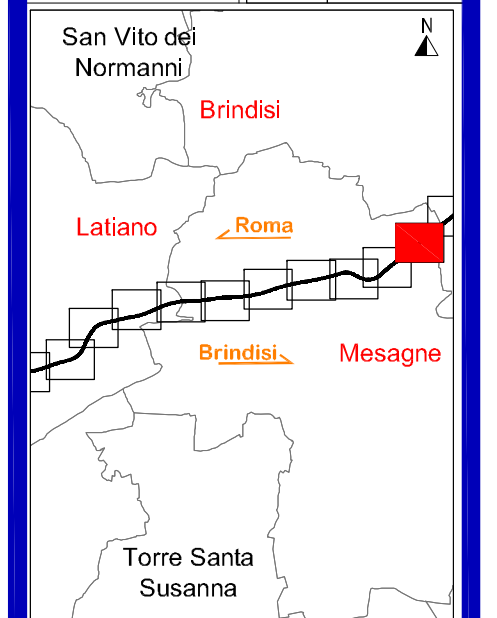 San Vito dei
Normanni
N
Brindisi
Latiano
Roma
Brindisi
Mesagne
Torre Santa
Susanna